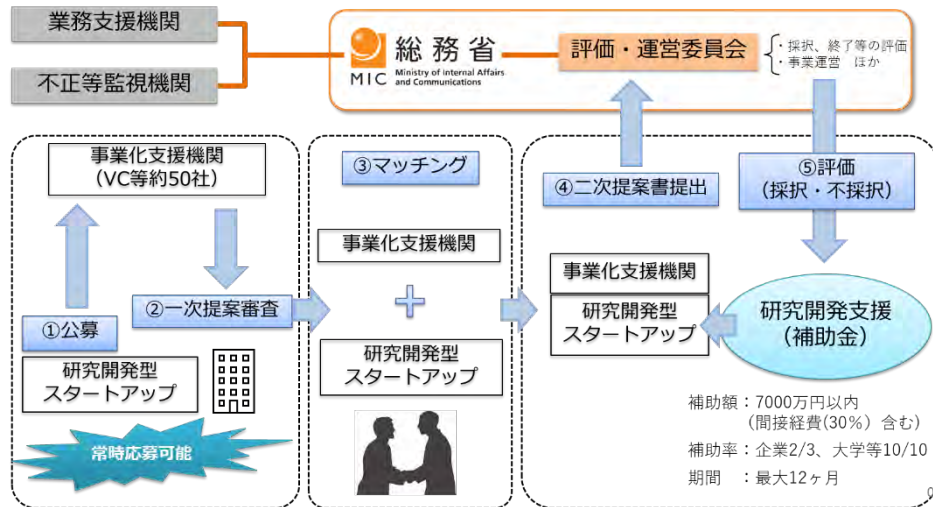 業務支援機関
不正等監視機関
MIC
総務省
Ministry of Internal Affairs
and Communications
評価・運営委員会
・採択、終了等の評価
・事業運営　ほか
事業化支援機関
（VC等約50社）
②一次提案審査
①公募
研究開発型
スタートアップ
常時応募可能
③マッチング
事業化支援機関
＋
研究開発型
スタートアップ
④二次提案書提出
⑤評価
（採択・不採択）
事業化支援機関
研究開発型
スタートアップ
研究開発支援
（補助金）
補助額：7000万円以内
（間接経費(30％）含む）
補助率：企業2/3、大学等10/10
期間　：最大12ヶ月